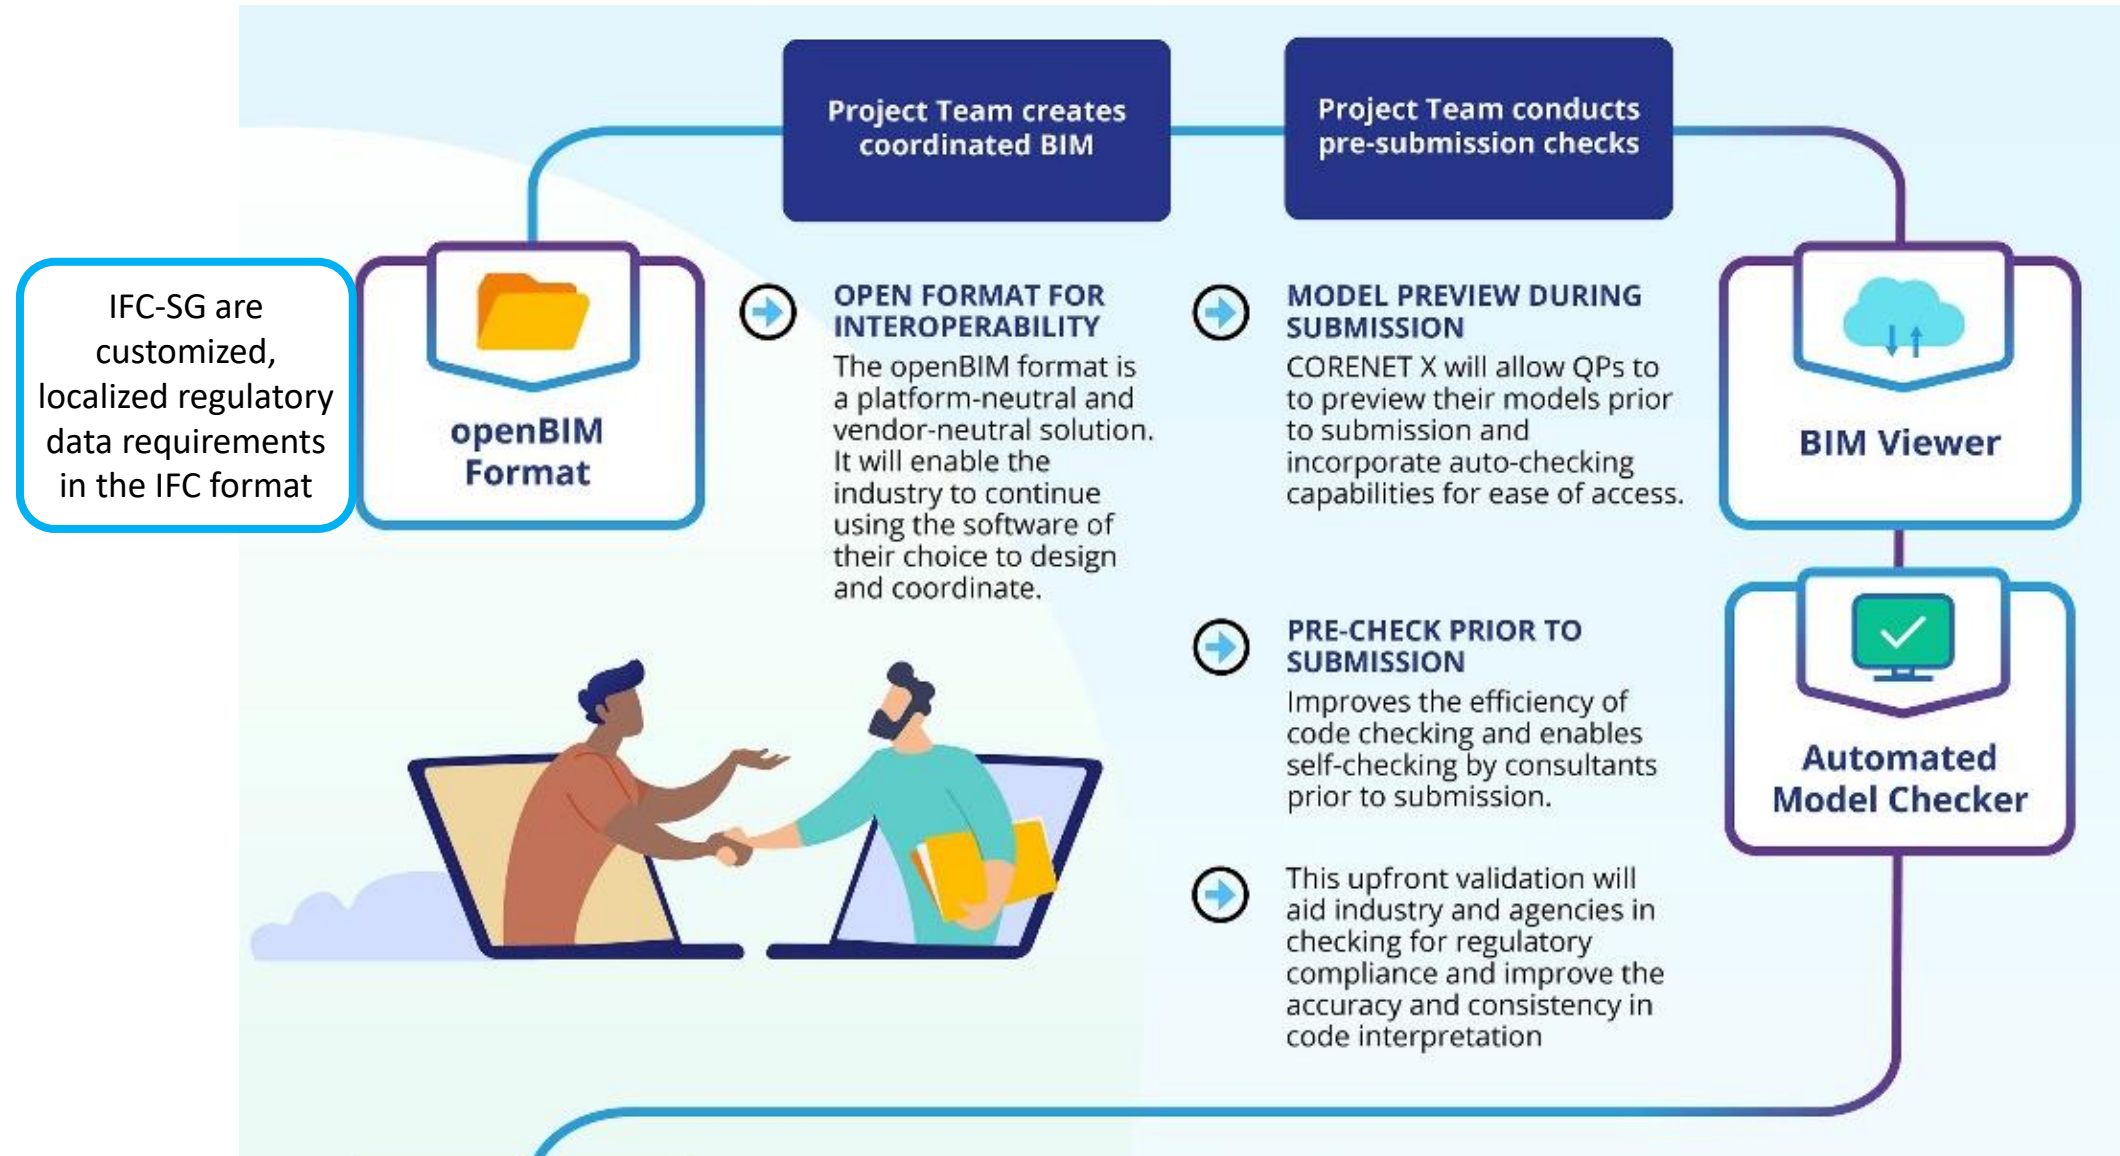 Project Team creates
coordinated BIM
Project Team conducts
pre-submission checks
IFC-SG are
customized,
localized regulatory
data requirements
in the IFC format
openBIM
Format
OPEN FORMAT FOR
INTEROPERABILITY
The openBIM format is
a platform-neutral and
vendor-neutral solution.
It will enable the
industry to continue
using the software of
their choice to design
and coordinate.
MODEL PREVIEW DURING
SUBMISSION
CORENET X will allow QPs to
to preview their models prior
to submission and
incorporate auto-checking
capabilities for ease of access.
BIM Viewer
PRE-CHECK PRIOR TO
SUBMISSION
Improves the efficiency of
code checking and enables
self-checking by consultants
prior to submission.
Automated
Model Checker
This upfront validation will
aid industry and agencies in
checking for regulatory
compliance and improve the
accuracy and consistency in
code interpretation